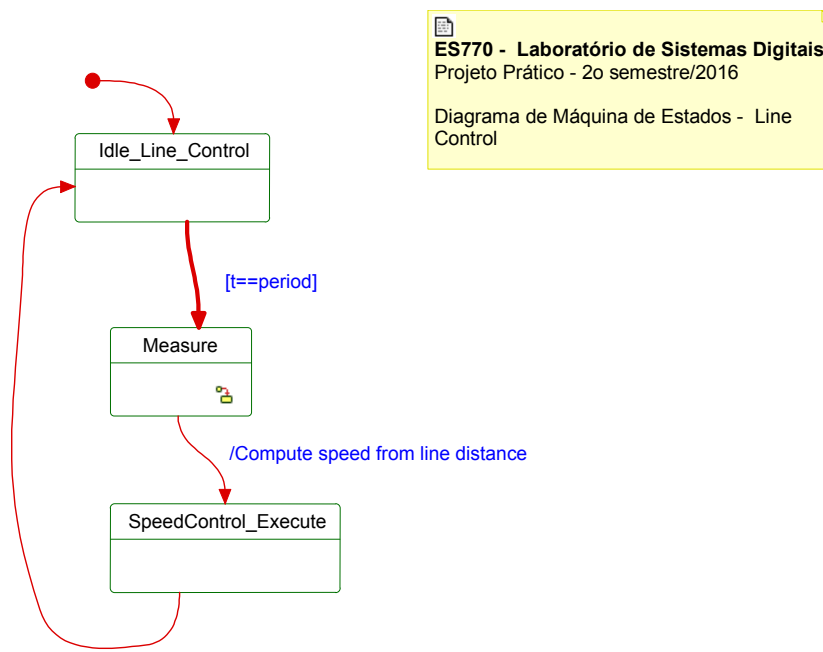 ES770 - Laboratório de Sistemas Digitais
Projeto Prático - 2o semestre/2016
Diagrama de Máquina de Estados - Line
Control
Idle_Line_Control
[t==period]
Measure
/Compute speed from line distance
SpeedControl_Execute